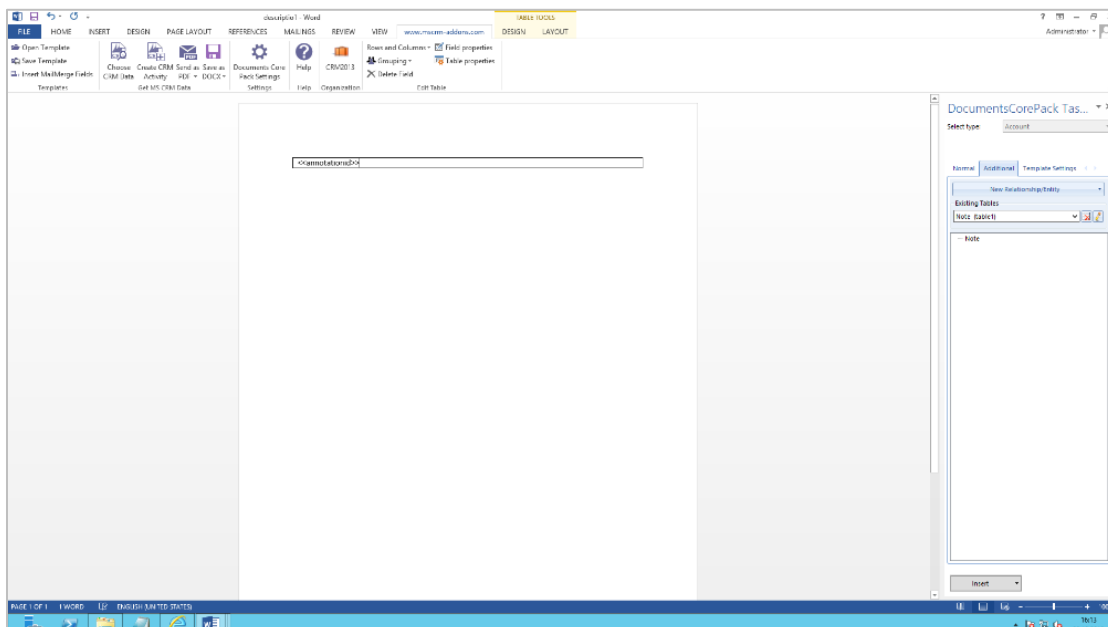 descriptio1 - Word
TABLE TOOLS
FILE HOME INSERT DESIGN PAGE LAYOUT REFERENCES MAILINGS REVIEW VIEW www.mscrm-addons.com DESIGN LAYOUT
Administrator
Open Template
Save Template
Insert MailMerge Fields
Templates
Choose CRM Data
Create CRM Activity
Send as PDF
Save as DOCX
Get MS CRM Data
Documents Core Pack Settings
Settings
Help
Help
CRM2013
Organization
Rows and Columns
Grouping
Delete Field
Field properties
Table properties
Edit Table
DocumentsCorePack Tas...
Select type: Account
Normal Additional Template Settings
New Relationship/Entity
Existing Tables
Note (table1)
Note
<<annotationid>>
Insert
PAGE 1 OF 1 1 WORD ENGLISH (UNITED STATES)
100
16:13